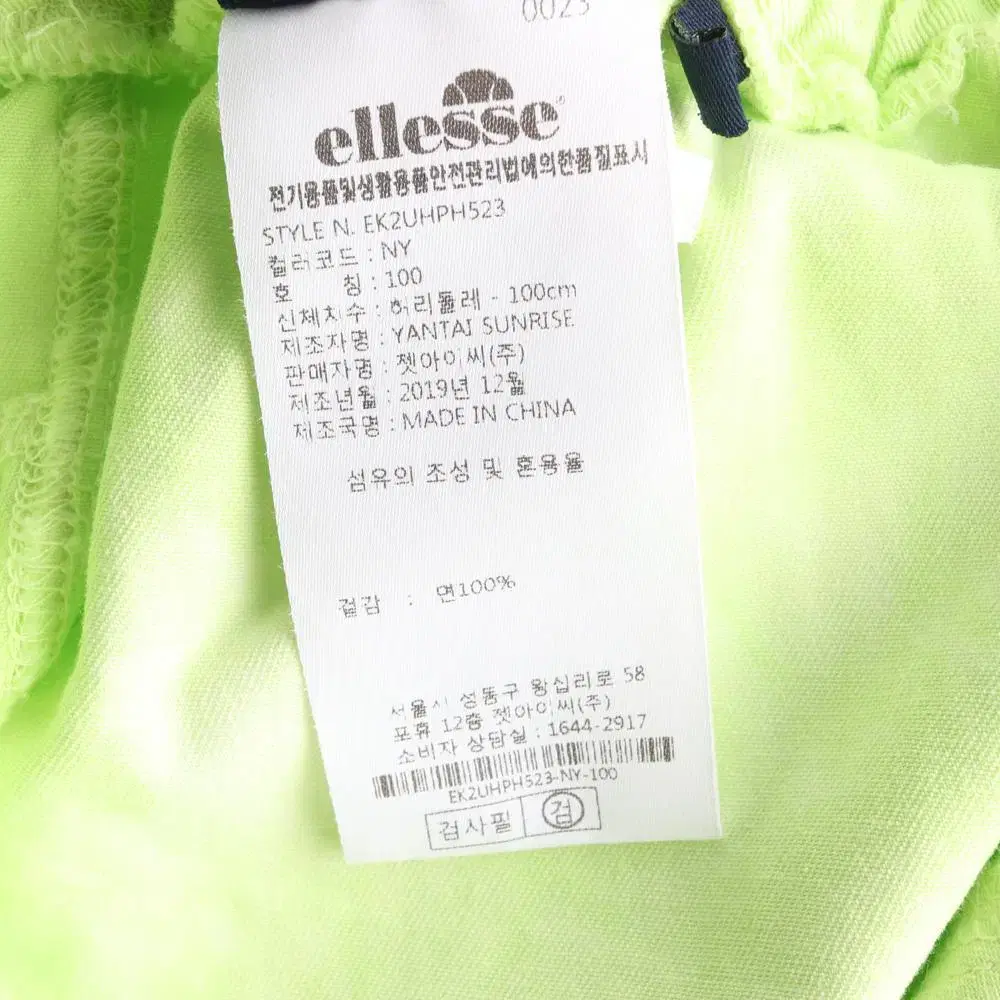 0023
ellesse
전기용품및생활용품안전관리법에의한품질표시
STYLE N. EK2UHPH523
컬러코드 : NY
호 칭 : 100
신체치수 : 허리둘레 - 100cm
제조자명 : YANTAI SUNRISE
판매자명 : 젯아이씨(주)
제조년월 : 2019년 12월
제조국명 : MADE IN CHINA
섬유의 조성 및 혼용율
겉감 : 면100%
서울시 성동구 왕십리로 58
포휴 12층 젯아이씨(주)
소비자 상담실 : 1644-2917
EK2UHPH523-NY-100
검사필 검